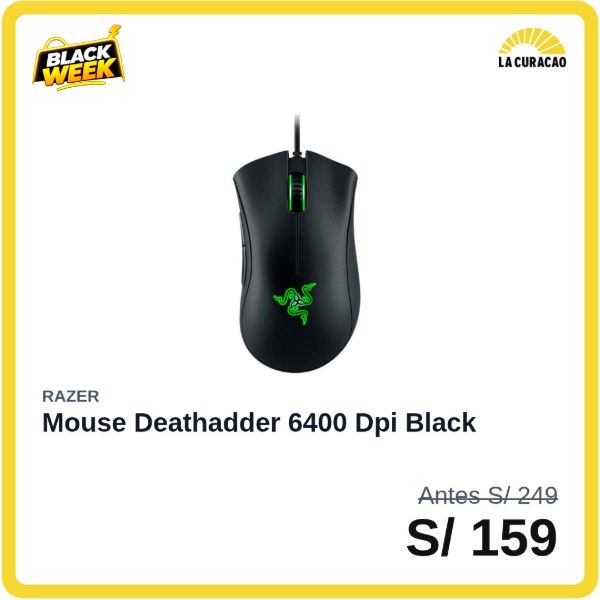 BLACK
WEEK
LA CURACAO
RAZER
Mouse Deathadder 6400 Dpi Black
Antes S/ 249
S/ 159